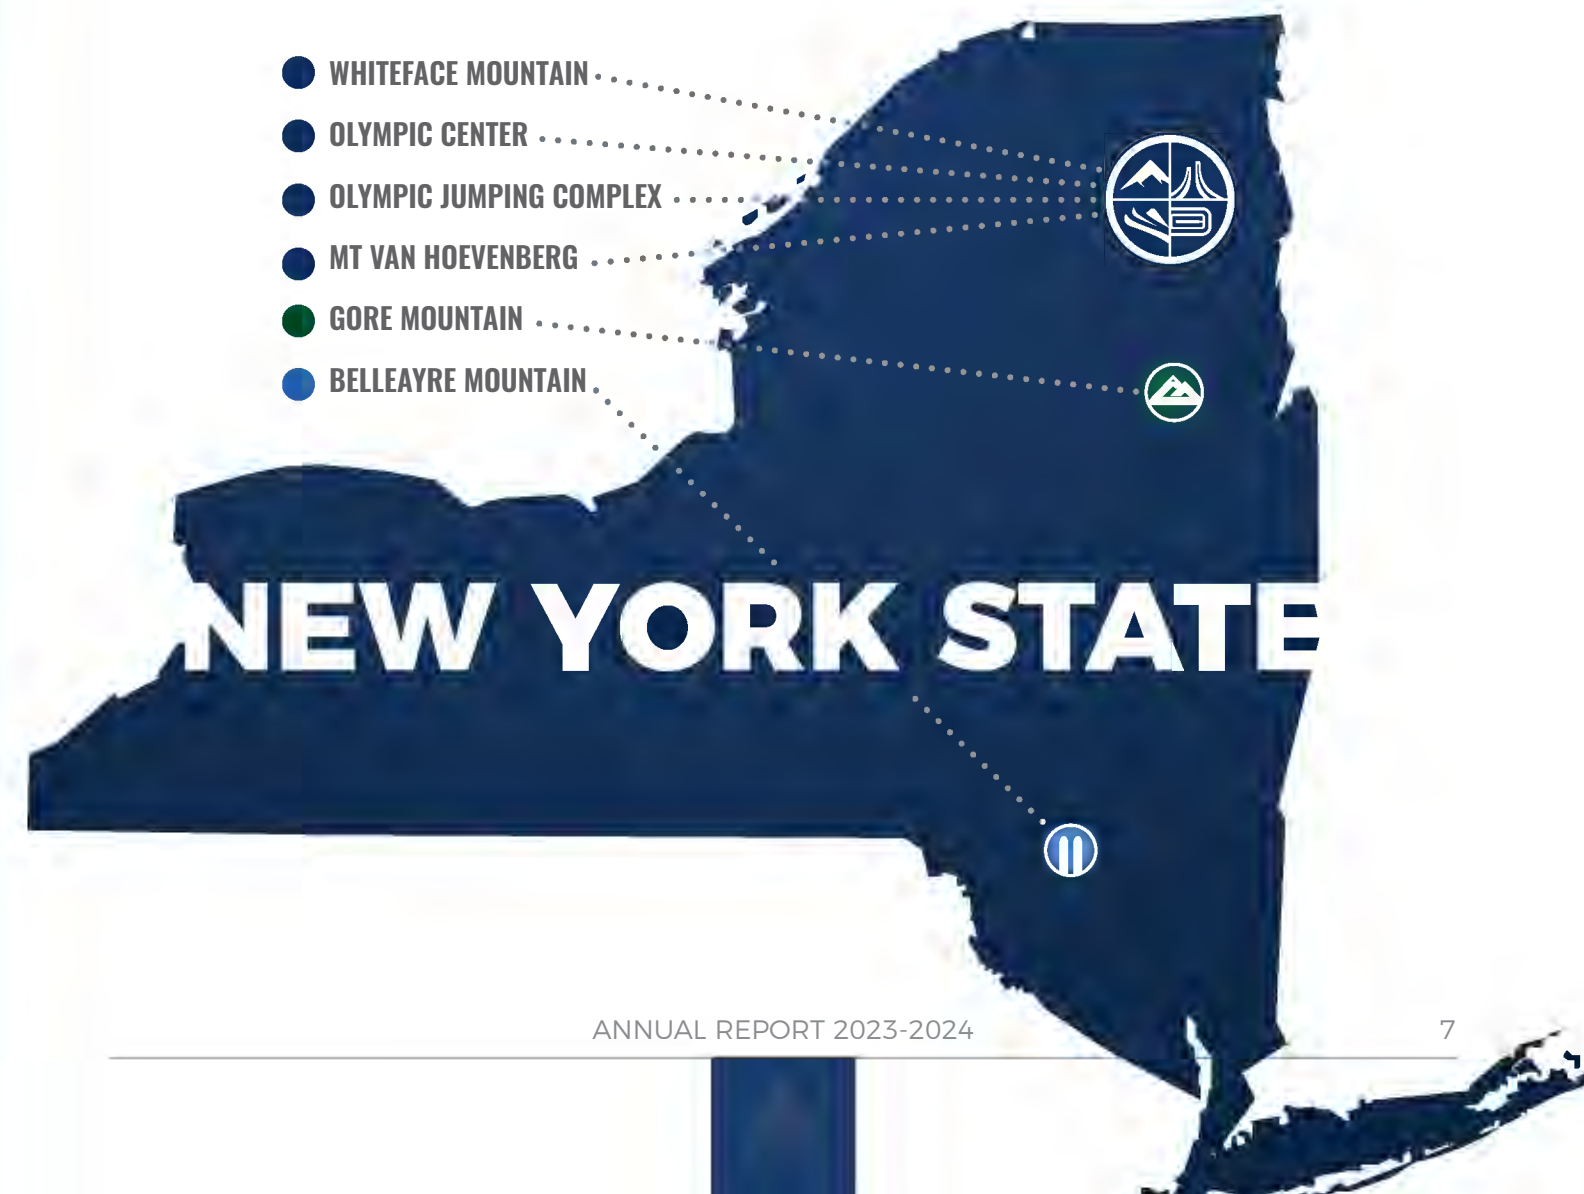 WHITEFACE MOUNTAIN
OLYMPIC CENTER
OLYMPIC JUMPING COMPLEX
MT VAN HOEVENBERG
GORE MOUNTAIN
BELLEAYRE MOUNTAIN
NEW YORK STATE
ANNUAL REPORT 2023-2024
7